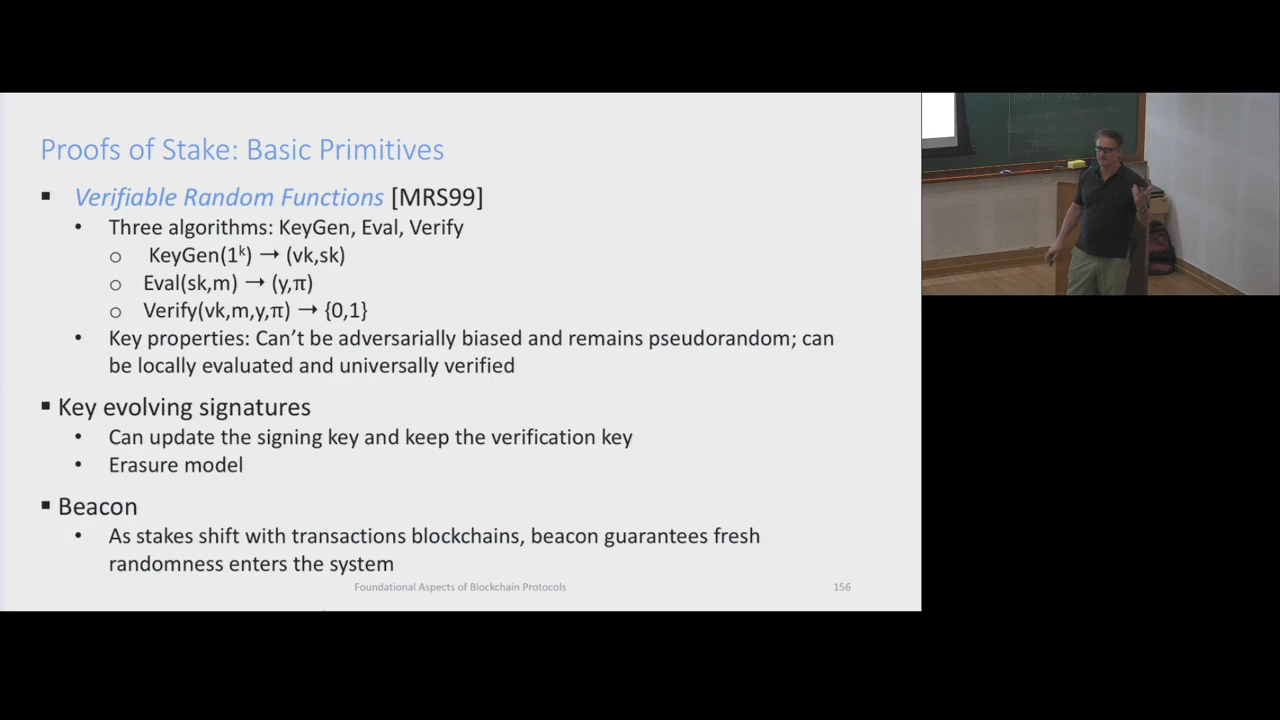 Proofs of Stake: Basic Primitives
▪ Verifiable Random Functions [MRS99]
• Three algorithms: KeyGen, Eval, Verify
o KeyGen(1ᵏ) → (vk,sk)
o Eval(sk,m) → (y,π)
o Verify(vk,m,y,π) → {0,1}
• Key properties: Can't be adversarially biased and remains pseudorandom; can
be locally evaluated and universally verified
▪ Key evolving signatures
• Can update the signing key and keep the verification key
• Erasure model
▪ Beacon
• As stakes shift with transactions blockchains, beacon guarantees fresh
randomness enters the system
Foundational Aspects of Blockchain Protocols 156